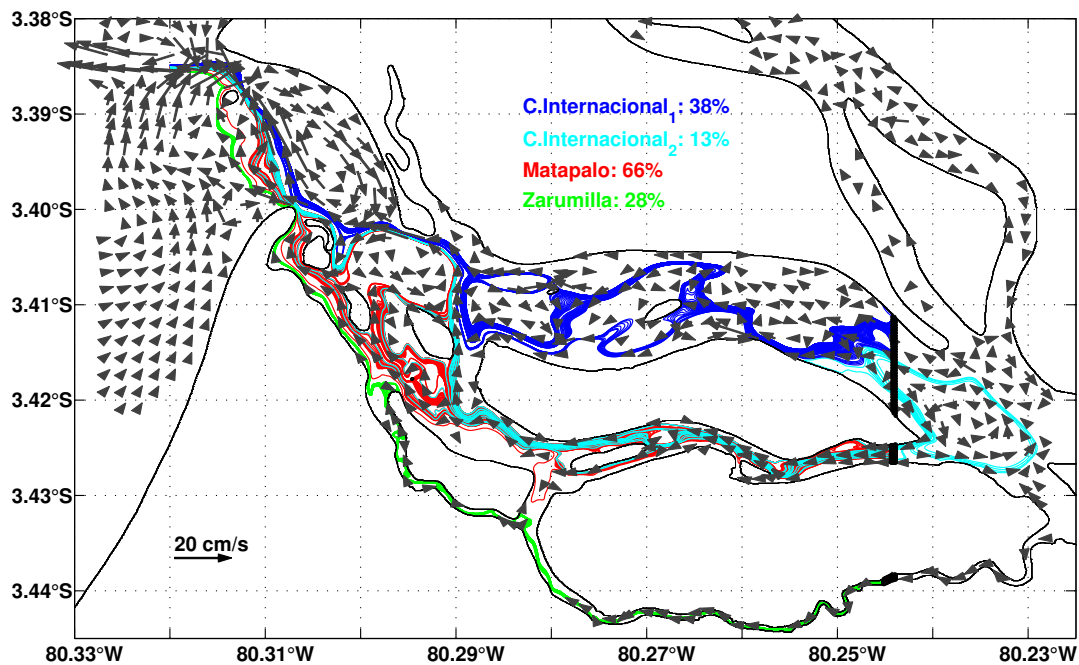 3.38°S
3.39°S
C.Internacional₁: 38%
C.Internacional₂: 13%
Matapalo: 66%
Zarumilla: 28%
3.40°S
3.41°S
3.42°S
3.43°S
20 cm/s
3.44°S
80.33°W 80.31°W 80.29°W 80.27°W 80.25°W 80.23°W